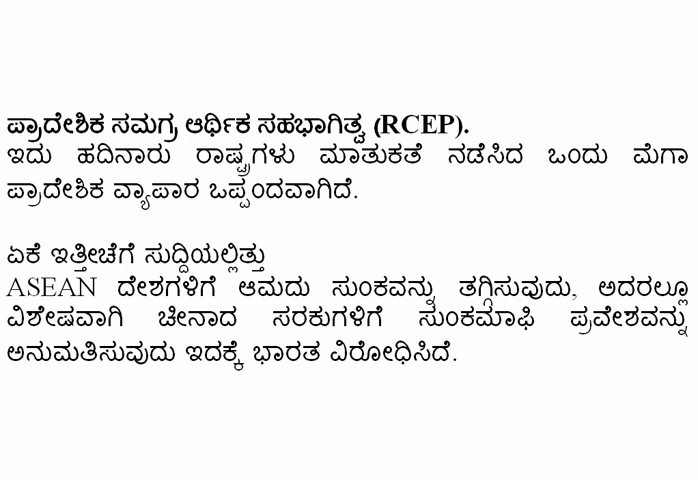 ಪ್ರಾದೇಶಿಕ ಸಮಗ್ರ ಆರ್ಥಿಕ ಸಹಭಾಗಿತ್ವ (RCEP).
ಇದು ಹದಿನಾರು ರಾಷ್ಟ್ರಗಳು ಮಾತುಕತೆ ನಡೆಸಿದ ಒಂದು ಮೆಗಾ
ಪ್ರಾದೇಶಿಕ ವ್ಯಾಪಾರ ಒಪ್ಪಂದವಾಗಿದೆ.
ಏಕೆ ಇತ್ತೀಚೆಗೆ ಸುದ್ದಿಯಲ್ಲಿತ್ತು
ASEAN ದೇಶಗಳಿಗೆ ಆಮದು ಸುಂಕವನ್ನು ತಗ್ಗಿಸುವುದು, ಅದರಲ್ಲೂ
ವಿಶೇಷವಾಗಿ ಚೀನಾದ ಸರಕುಗಳಿಗೆ ಸುಂಕಮಾಫಿ ಪ್ರವೇಶವನ್ನು
ಅನುಮತಿಸುವುದು ಇದಕ್ಕೆ ಭಾರತ ವಿರೋಧಿಸಿದೆ.